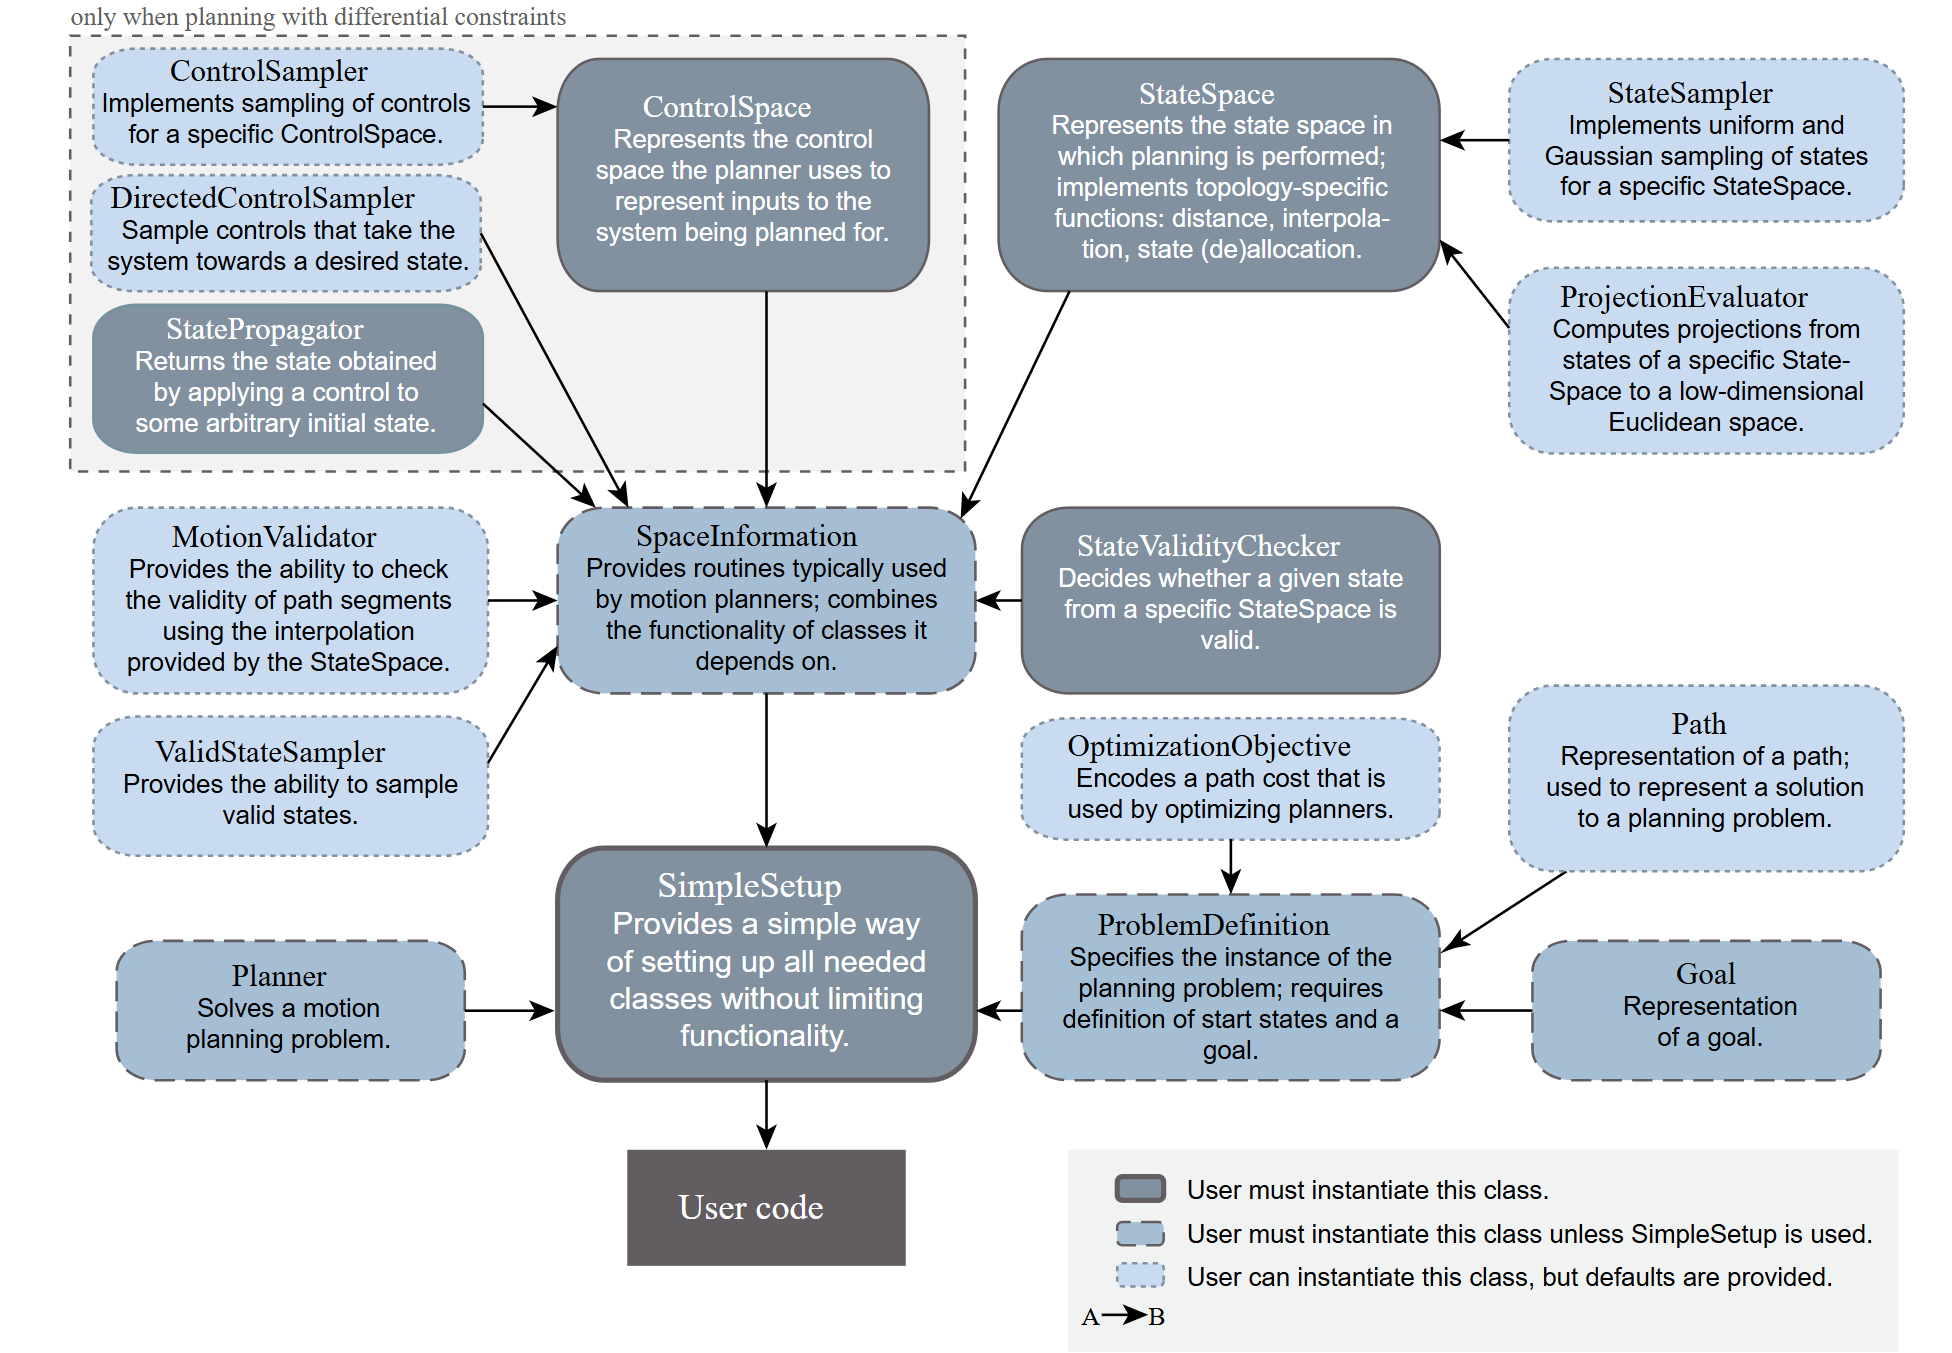 only when planning with differential constraints
ControlSampler
Implements sampling of controls
for a specific ControlSpace.
DirectedControlSampler
Sample controls that take the
system towards a desired state.
StatePropagator
Returns the state obtained
by applying a control to
some arbitrary initial state.
ControlSpace
Represents the control
space the planner uses to
represent inputs to the
system being planned for.
StateSpace
Represents the state space in
which planning is performed;
implements topology-specific
functions: distance, interpola-
tion, state (de)allocation.
StateSampler
Implements uniform and
Gaussian sampling of states
for a specific StateSpace.
ProjectionEvaluator
Computes projections from
states of a specific State-
Space to a low-dimensional
Euclidean space.
MotionValidator
Provides the ability to check
the validity of path segments
using the interpolation
provided by the StateSpace.
SpaceInformation
Provides routines typically used
by motion planners; combines
the functionality of classes it
depends on.
StateValidityChecker
Decides whether a given state
from a specific StateSpace is
valid.
ValidStateSampler
Provides the ability to sample
valid states.
OptimizationObjective
Encodes a path cost that is
used by optimizing planners.
Path
Representation of a path;
used to represent a solution
to a planning problem.
Planner
Solves a motion
planning problem.
SimpleSetup
Provides a simple way
of setting up all needed
classes without limiting
functionality.
ProblemDefinition
Specifies the instance of the
planning problem; requires
definition of start states and a
goal.
Goal
Representation
of a goal.
User code
User must instantiate this class.
User must instantiate this class unless SimpleSetup is used.
User can instantiate this class, but defaults are provided.
A B